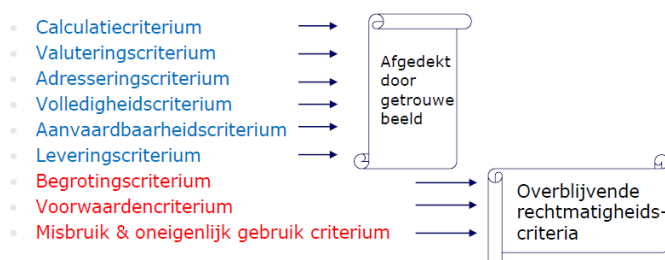 Calculatiecriterium
Valuteringscriterium
Adresseringscriterium
Volledigheidscriterium
Aanvaardbaarheidscriterium
Leveringscriterium
Begrotingscriterium
Voorwaardencriterium
Misbruik & oneigenlijk gebruik criterium
Afgedekt
door
getrouwe
beeld
Overblijvende
rechtmatigheids-
criteria